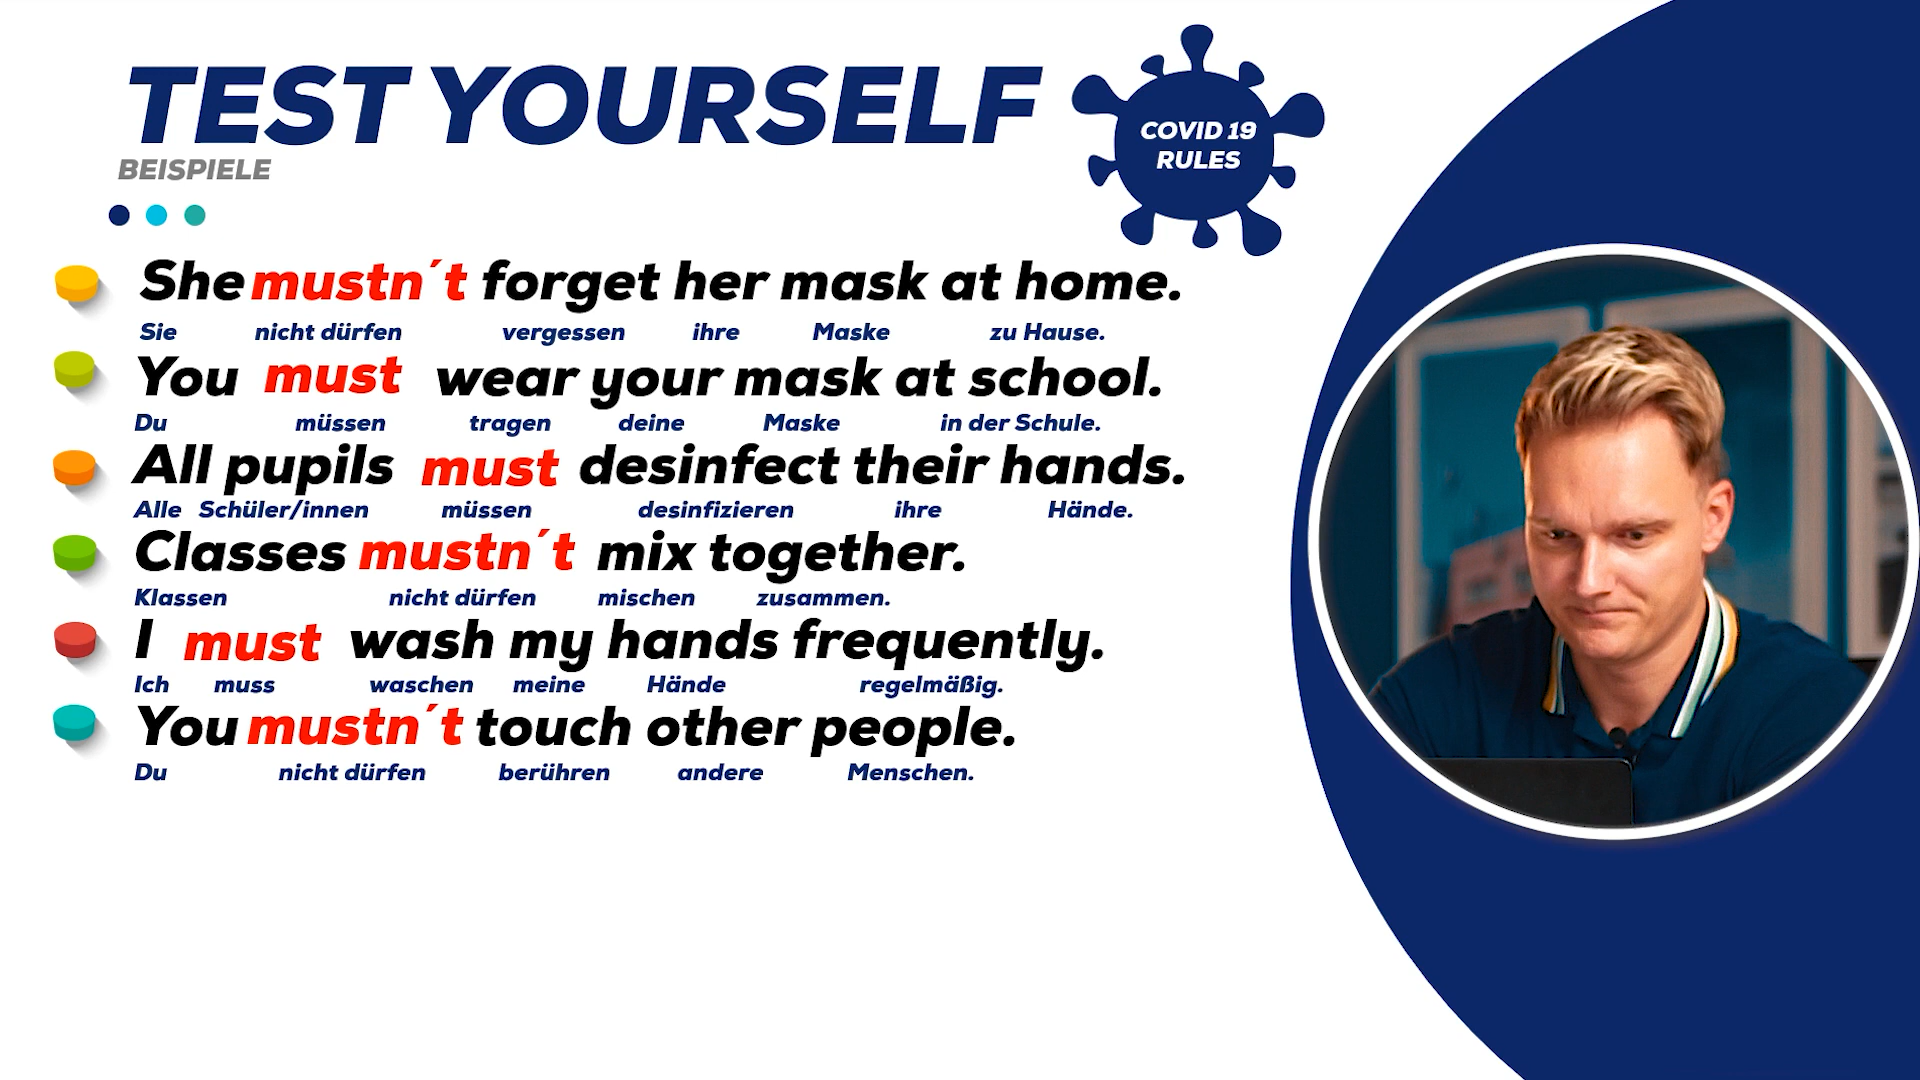 TEST YOURSELF
BEISPIELE
COVID 19
RULES
She mustn´t forget her mask at home.
Sie nicht dürfen vergessen ihre Maske zu Hause.
You must wear your mask at school.
Du müssen tragen deine Maske in der Schule.
All pupils must desinfect their hands.
Alle Schüler/innen müssen desinfizieren ihre Hände.
Classes mustn´t mix together.
Klassen nicht dürfen mischen zusammen.
I must wash my hands frequently.
Ich muss waschen meine Hände regelmäßig.
You mustn´t touch other people.
Du nicht dürfen berühren andere Menschen.